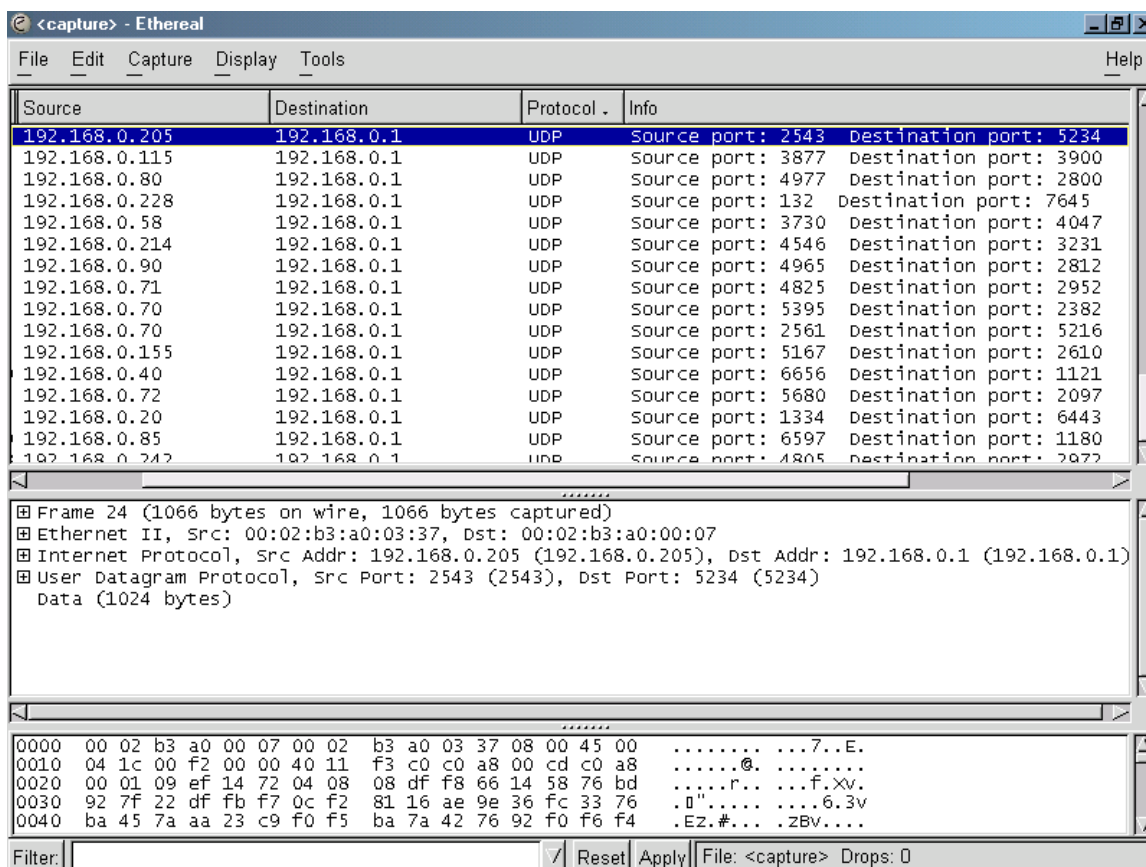 <capture> - Ethereal
File Edit Capture Display Tools Help
Source Destination Protocol Info
192.168.0.205 192.168.0.1 UDP Source port: 2543 Destination port: 5234
192.168.0.115 192.168.0.1 UDP Source port: 3877 Destination port: 3900
192.168.0.80 192.168.0.1 UDP Source port: 4977 Destination port: 2800
192.168.0.228 192.168.0.1 UDP Source port: 132 Destination port: 7645
192.168.0.58 192.168.0.1 UDP Source port: 3730 Destination port: 4047
192.168.0.214 192.168.0.1 UDP Source port: 4546 Destination port: 3231
192.168.0.90 192.168.0.1 UDP Source port: 4965 Destination port: 2812
192.168.0.71 192.168.0.1 UDP Source port: 4825 Destination port: 2952
192.168.0.70 192.168.0.1 UDP Source port: 5395 Destination port: 2382
192.168.0.70 192.168.0.1 UDP Source port: 2561 Destination port: 5216
192.168.0.155 192.168.0.1 UDP Source port: 5167 Destination port: 2610
192.168.0.40 192.168.0.1 UDP Source port: 6656 Destination port: 1121
192.168.0.72 192.168.0.1 UDP Source port: 5680 Destination port: 2097
192.168.0.20 192.168.0.1 UDP Source port: 1334 Destination port: 6443
192.168.0.85 192.168.0.1 UDP Source port: 6597 Destination port: 1180
192.168.0.242 192.168.0.1 UDP Source port: 4805 Destination port: 2972
Frame 24 (1066 bytes on wire, 1066 bytes captured)
Ethernet II, Src: 00:02:b3:a0:03:37, Dst: 00:02:b3:a0:00:07
Internet Protocol, Src Addr: 192.168.0.205 (192.168.0.205), Dst Addr: 192.168.0.1 (192.168.0.1)
User Datagram Protocol, Src Port: 2543 (2543), Dst Port: 5234 (5234)
Data (1024 bytes)
0000 00 02 b3 a0 00 07 00 02 b3 a0 03 37 08 00 45 00 ........ ...7..E.
0010 04 1c 00 f2 00 00 40 11 f3 c0 c0 a8 00 cd c0 a8 ......@. ........
0020 00 01 09 ef 14 72 04 08 08 df f8 66 14 58 76 bd .....r.. ...f.Xv.
0030 92 7f 22 df fb f7 0c f2 81 16 ae 9e 36 fc 33 76 .▯"..... ....6.3v
0040 ba 45 7a aa 23 c9 f0 f5 ba 7a 42 76 92 f0 f6 f4 .Ez.#... .zBv....
Filter: Reset Apply File: <capture> Drops: 0